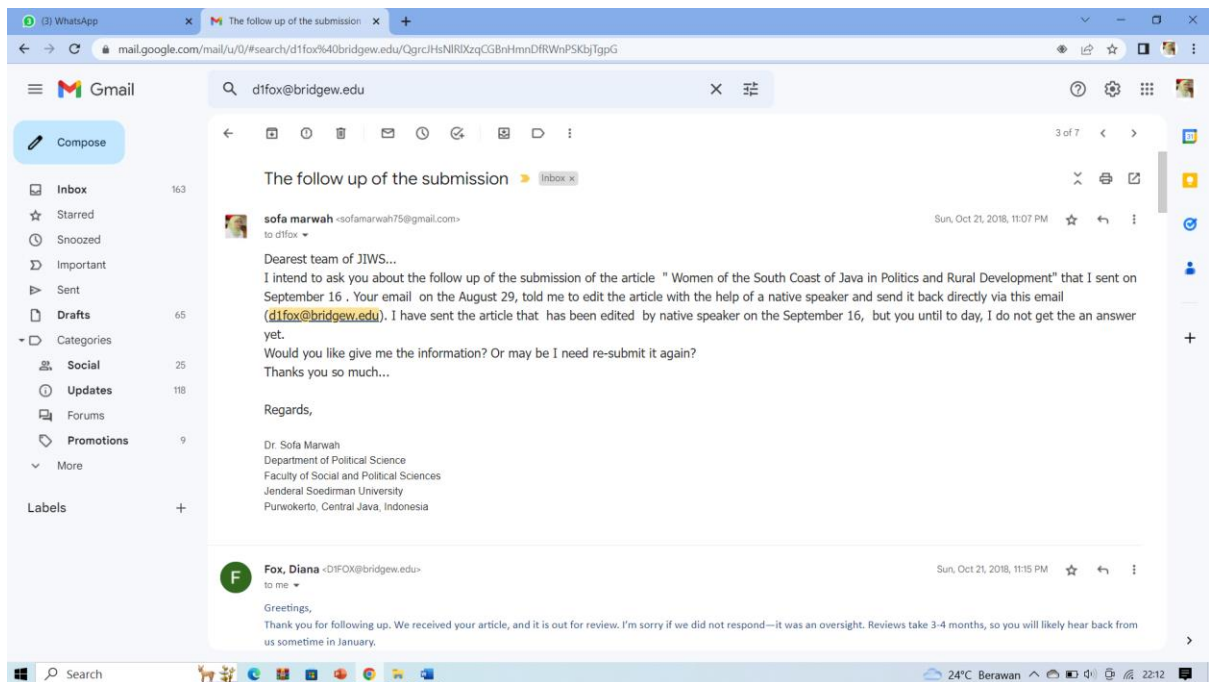 (3) WhatsApp
The follow up of the submission
mail.google.com/mail/u/0/#search/d1fox%40bridgew.edu/QgrcJHsNlRlXzqCGBnHmnDfRWnPSKbjTgpG
Gmail
d1fox@bridgew.edu
Compose
3 of 7
The follow up of the submission
Inbox x
Inbox 163
Starred
Snoozed
Important
Sent
Drafts 65
Categories
Social 25
Updates 118
Forums
Promotions 9
More
Labels
sofa marwah <sofamarwah75@gmail.com>
Sun, Oct 21, 2018, 11:07 PM
to d1fox
Dearest team of JIWS...
I intend to ask you about the follow up of the submission of the article " Women of the South Coast of Java in Politics and Rural Development" that I sent on
September 16 . Your email on the August 29, told me to edit the article with the help of a native speaker and send it back directly via this email
(d1fox@bridgew.edu). I have sent the article that has been edited by native speaker on the September 16, but you until to day, I do not get the an answer
yet.
Would you like give me the information? Or may be I need re-submit it again?
Thanks you so much...
Regards,
Dr. Sofa Marwah
Department of Political Science
Faculty of Social and Political Sciences
Jenderal Soedirman University
Purwokerto, Central Java, Indonesia
F
Fox, Diana <D1FOX@bridgew.edu>
Sun, Oct 21, 2018, 11:15 PM
to me
Greetings,
Thank you for following up. We received your article, and it is out for review. I'm sorry if we did not respond—it was an oversight. Reviews take 3-4 months, so you will likely hear back from
us sometime in January.
31
Search
24°C Berawan
22:12